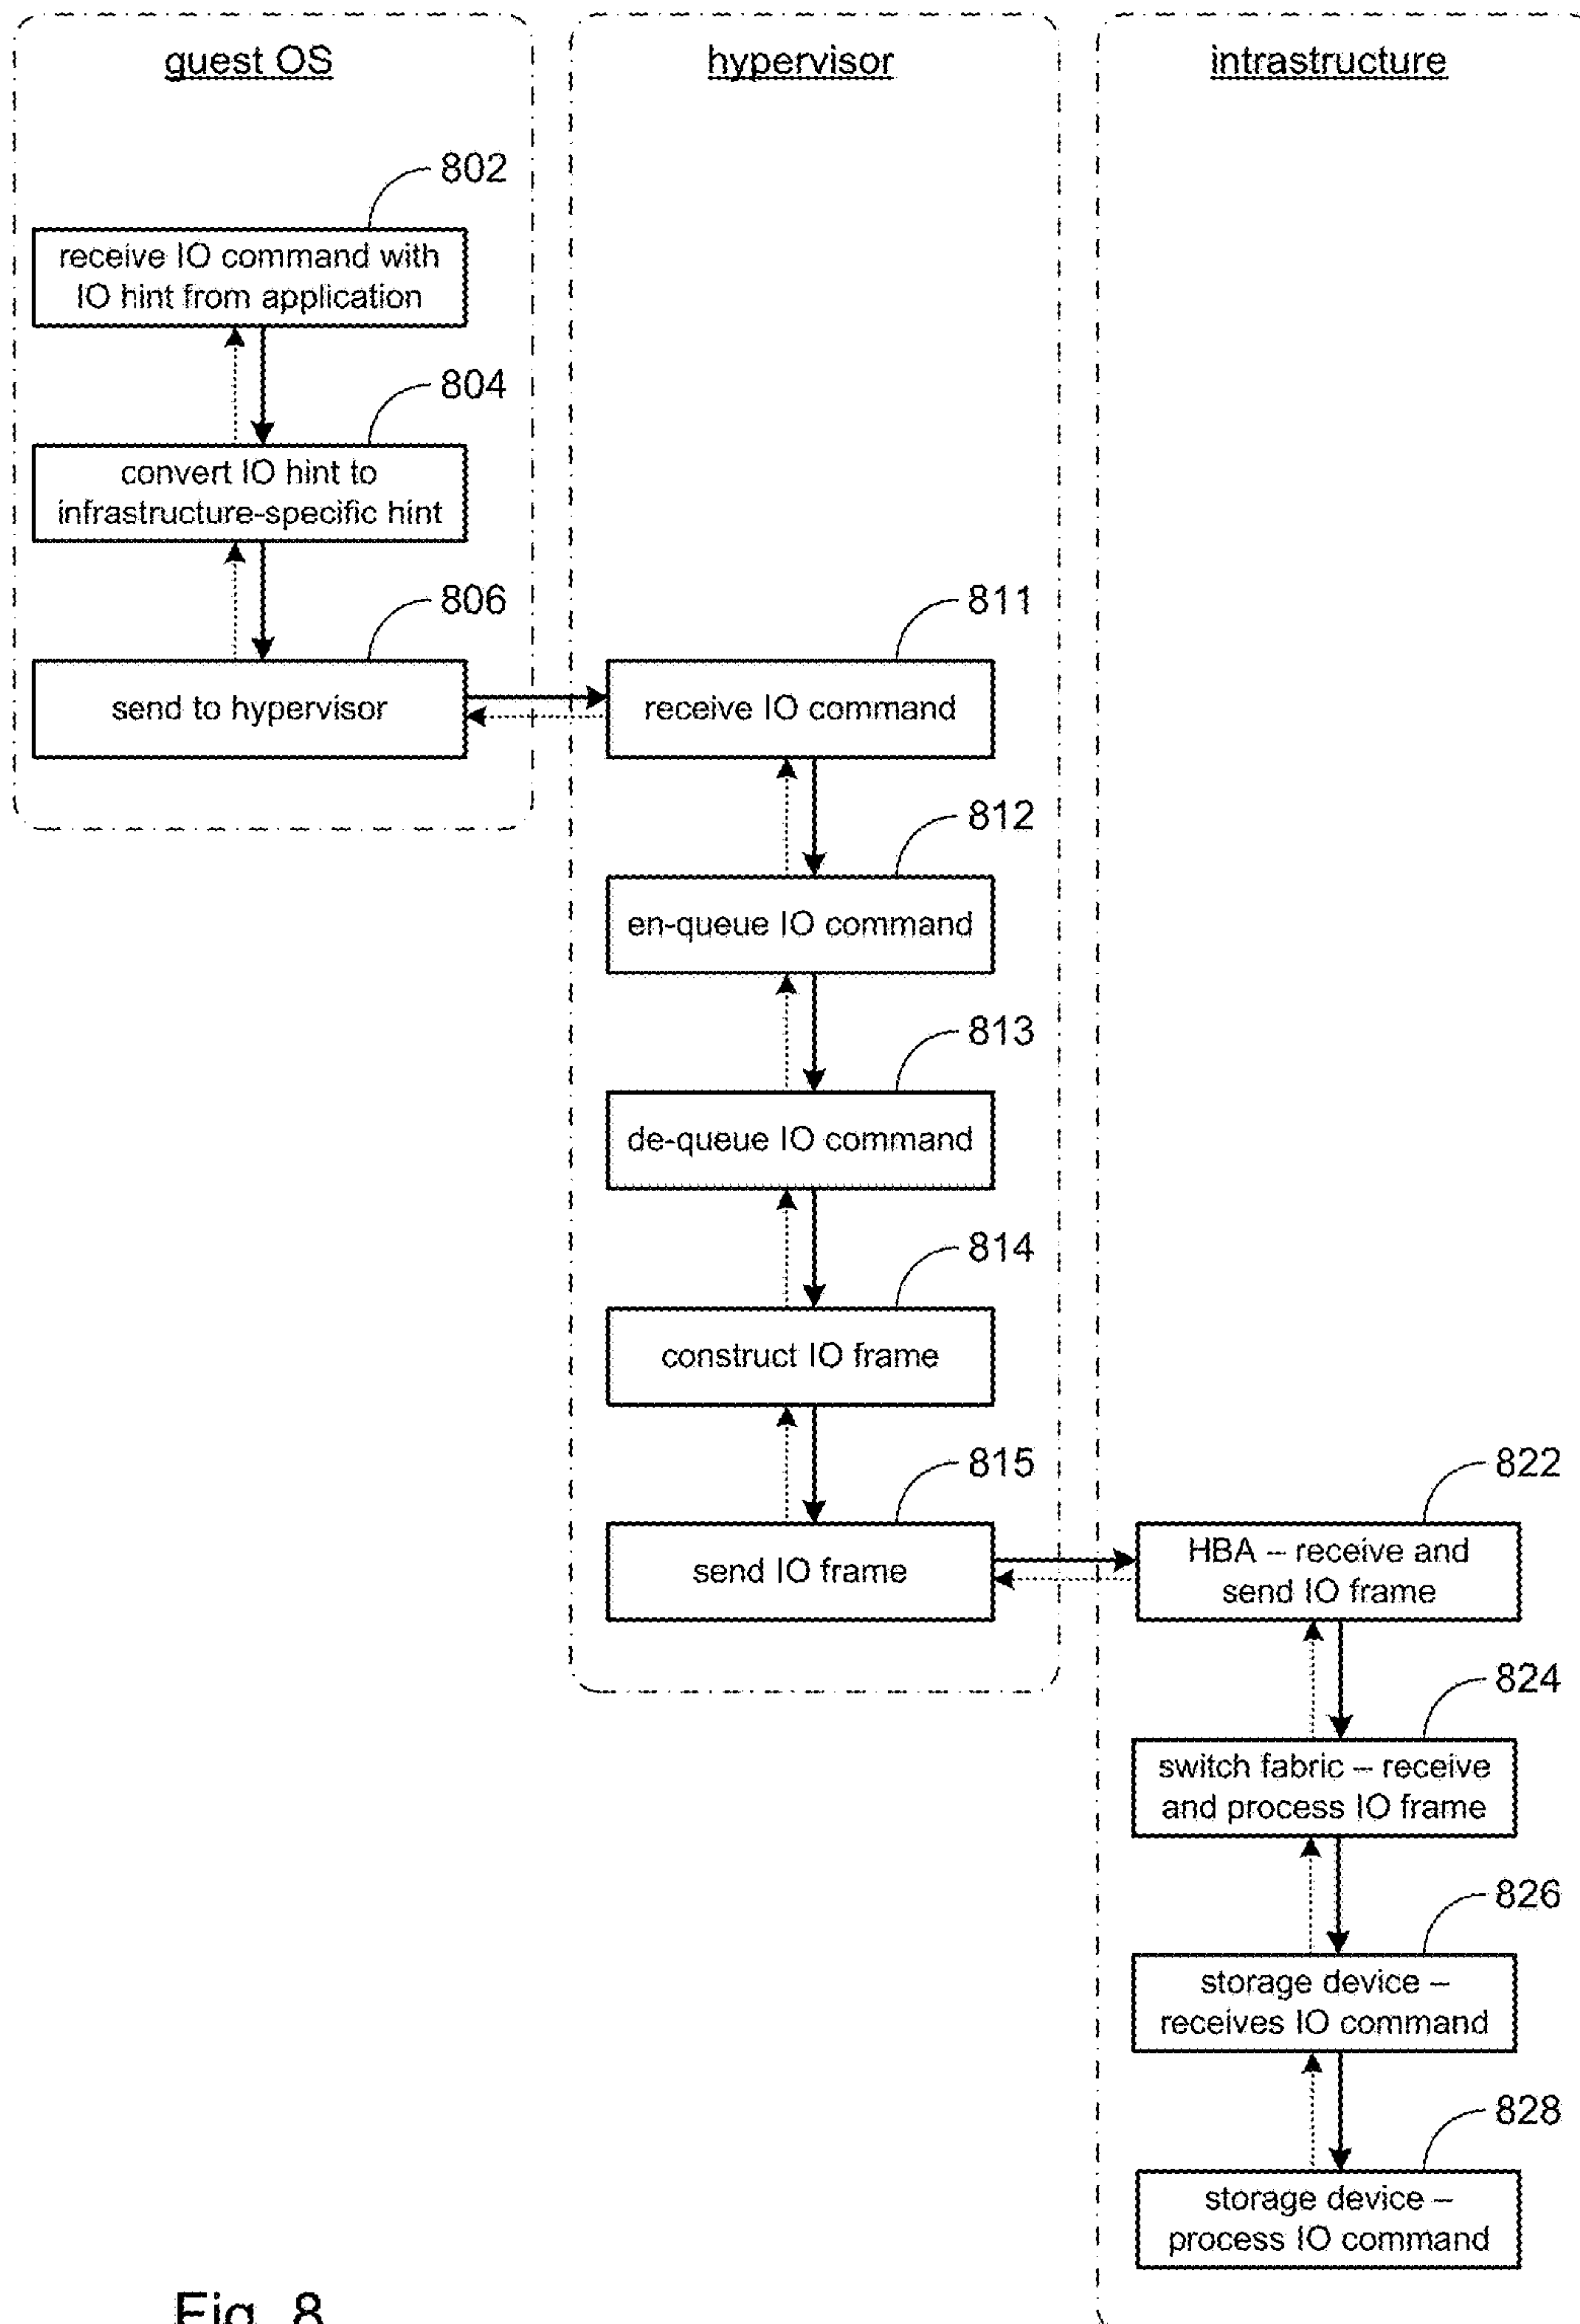 guest OS
hypervisor
intrastructure
802
receive IO command with
IO hint from application
804
convert IO hint to
infrastructure-specific hint
806
send to hypervisor
811
receive IO command
812
en-queue IO command
813
de-queue IO command
814
construct IO frame
815
send IO frame
822
HBA – receive and
send IO frame
824
switch fabric – receive
and process IO frame
826
storage device –
receives IO command
828
storage device –
process IO command
Fig. 8